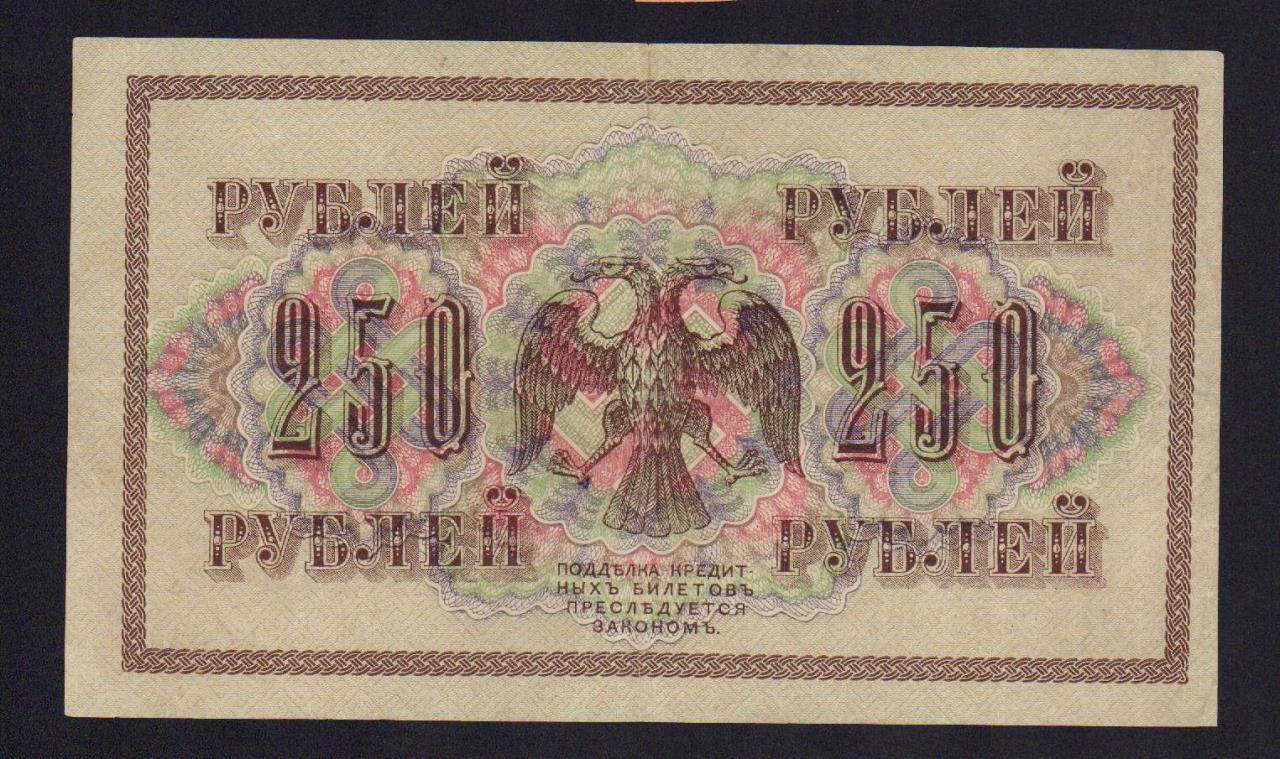 РУБЛЕЙ РУБЛЕЙ
250 250
РУБЛЕЙ РУБЛЕЙ
ПОДДѢЛКА КРЕДИТ-
НЫХЪ БИЛЕТОВЪ
ПРЕСЛѢДУЕТСЯ
ЗАКОНОМЪ.